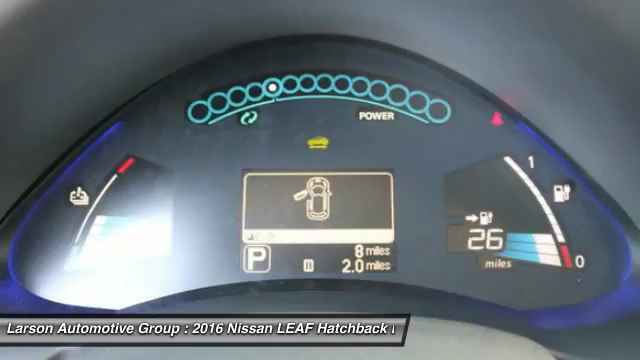 POWER
1
26
miles
0
P
8 miles
2.0 miles
Larson Automotive Group : 2016 Nissan LEAF Hatchback